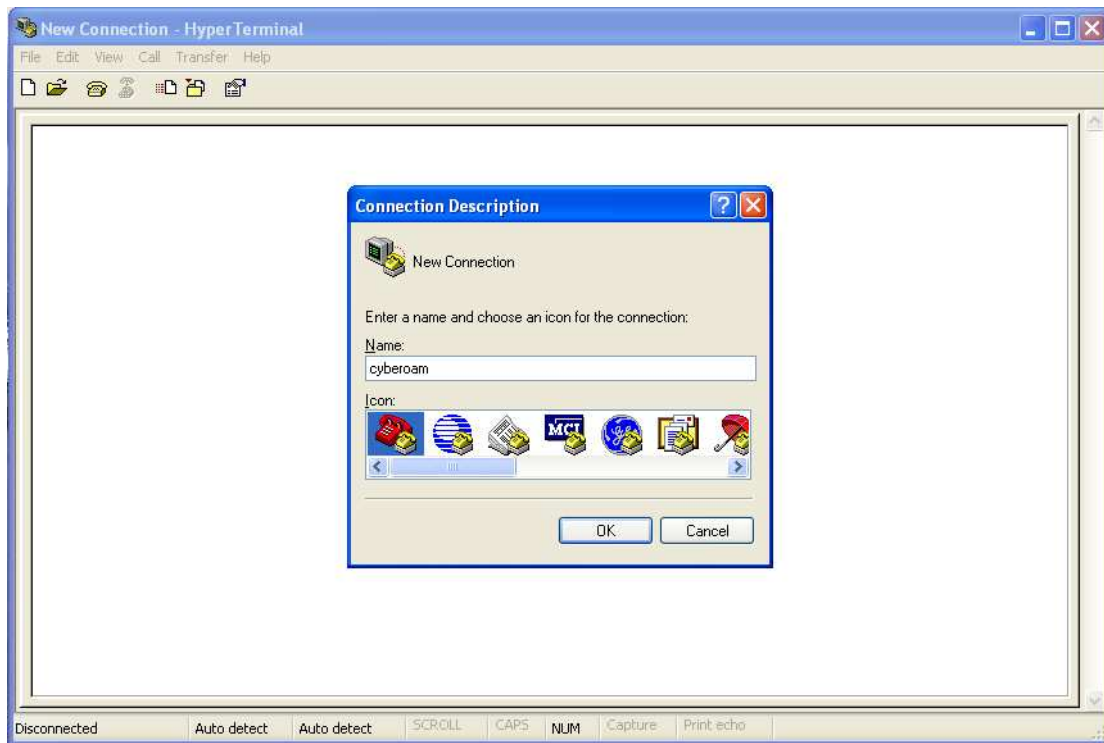 New Connection - HyperTerminal
File Edit View Call Transfer Help
Connection Description
New Connection
Enter a name and choose an icon for the connection:
Name:
cyberoam
Icon:
MCI
OK Cancel
Disconnected Auto detect Auto detect SCROLL CAPS NUM Capture Print echo